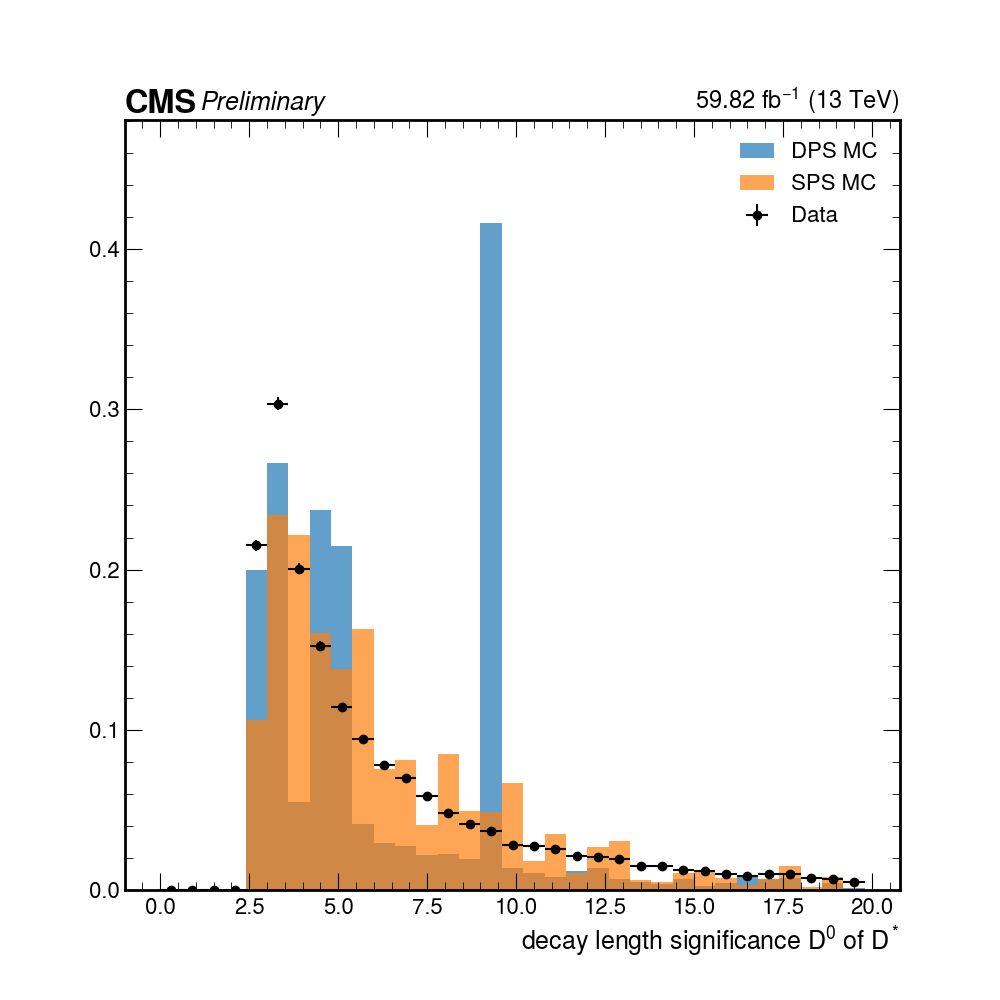 CMS Preliminary 59.82 fb⁻¹ (13 TeV)
DPS MC
SPS MC
Data
0.4
0.3
0.2
0.1
0.0
0.0 2.5 5.0 7.5 10.0 12.5 15.0 17.5 20.0
decay length significance D⁰ of D*